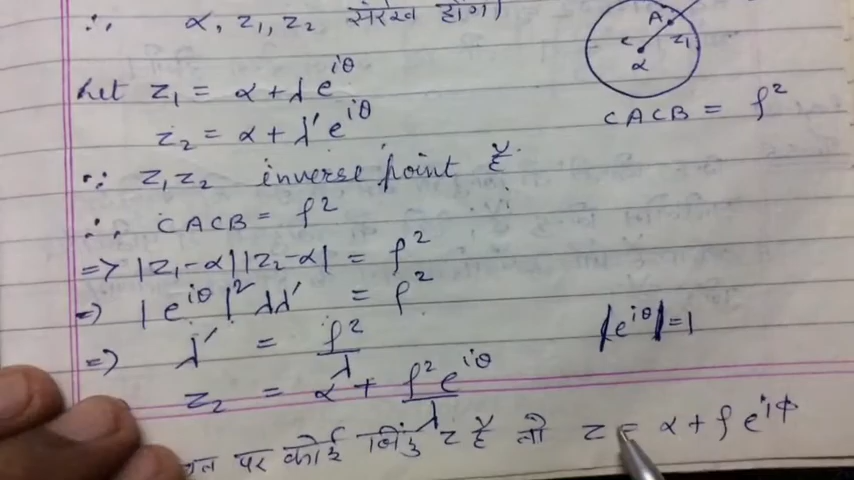 ∴ α, z₁, z₂ संरेख होंगे।
A
c z₁
α
CACB = ρ²
Let z₁ = α + λe^{iθ}
z₂ = α + λ'e^{iθ}
∵ z₁z₂ inverse point हैं
∴ CACB = ρ²
=> |z₁-α||z₂-α| = ρ²
=> |e^{iθ}|² λλ' = ρ²
|e^{iθ}|=1
=> λ' = ρ²/λ
z₂ = α + ρ²e^{iθ}/λ
पर कोई बिंदु z है तो z = α + ρe^{iϕ}